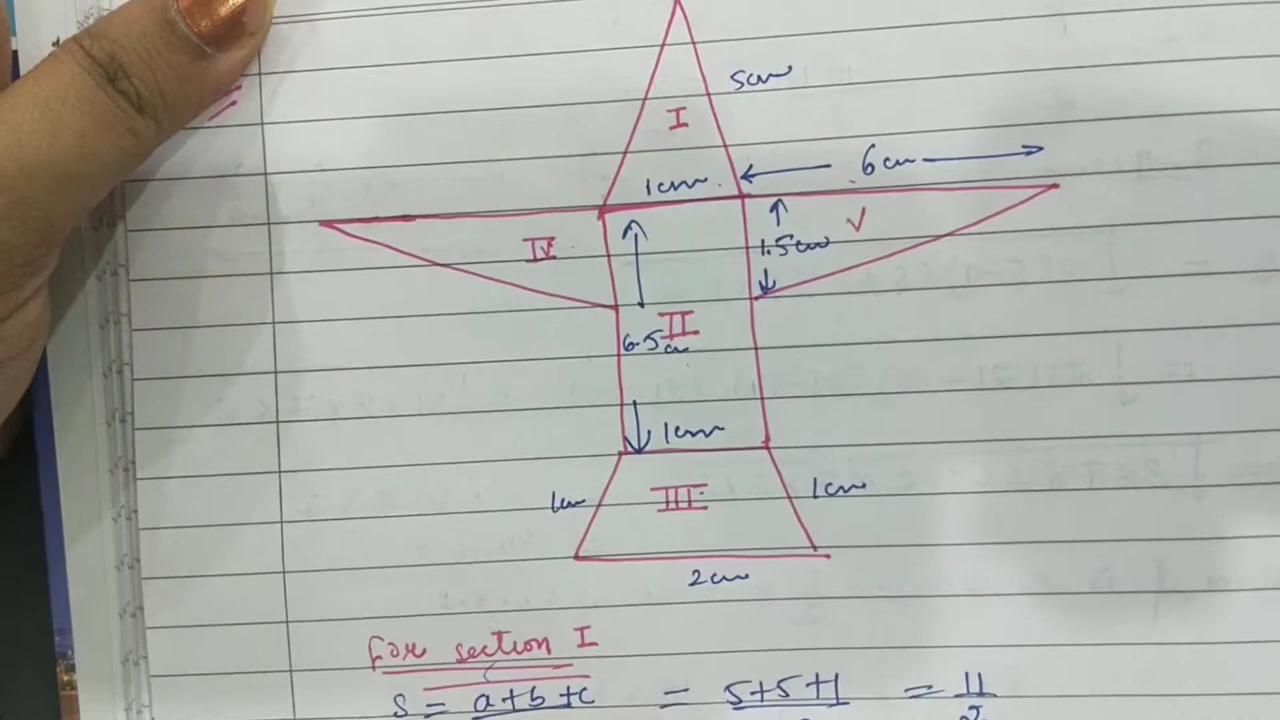 5cm
I
6cm
1cm
IV
1.5cm
V
II
6.5cm
1cm
1cm
III
1cm
2cm
For section I
S = a+b+c = 5+5+1 = 11
2